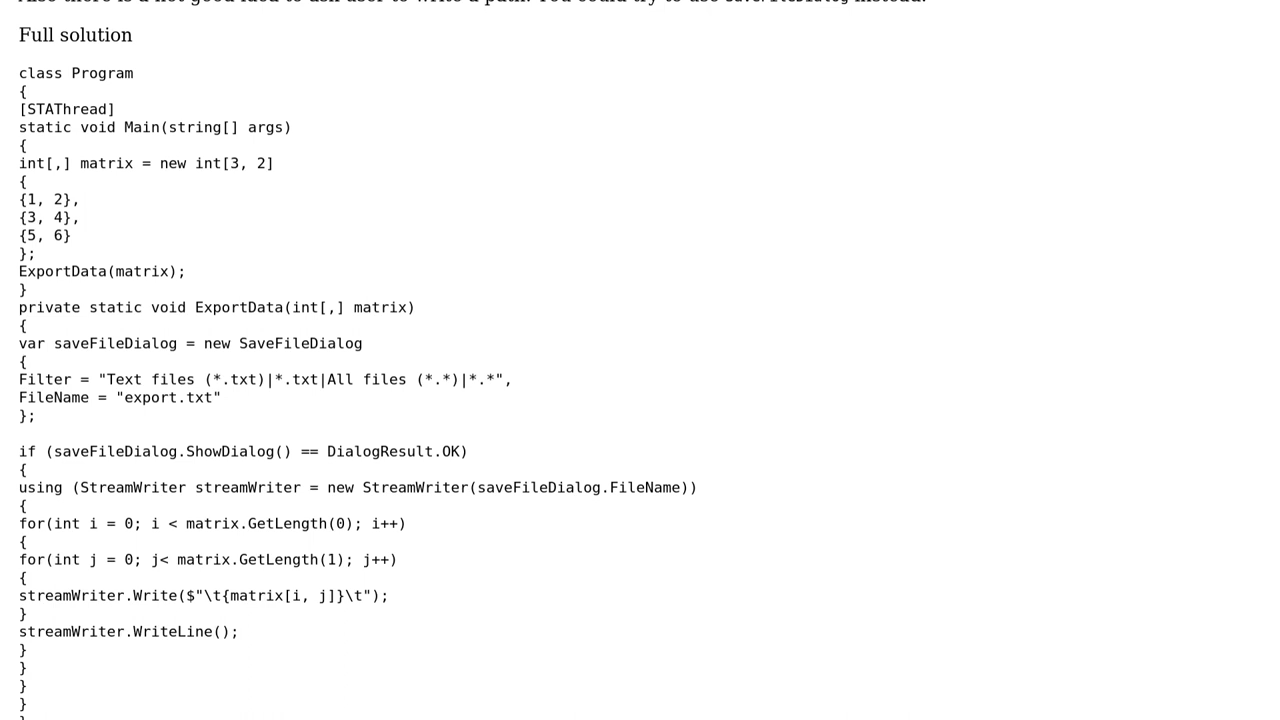 Full solution
class Program
{
[STAThread]
static void Main(string[] args)
{
int[,] matrix = new int[3, 2]
{
{1, 2},
{3, 4},
{5, 6}
};
ExportData(matrix);
}
private static void ExportData(int[,] matrix)
{
var saveFileDialog = new SaveFileDialog
{
Filter = "Text files (*.txt)|*.txt|All files (*.*)|*.*",
FileName = "export.txt"
};
if (saveFileDialog.ShowDialog() == DialogResult.OK)
{
using (StreamWriter streamWriter = new StreamWriter(saveFileDialog.FileName))
{
for(int i = 0; i < matrix.GetLength(0); i++)
{
for(int j = 0; j< matrix.GetLength(1); j++)
{
streamWriter.Write($"\t{matrix[i, j]}\t");
}
streamWriter.WriteLine();
}
}
}
}